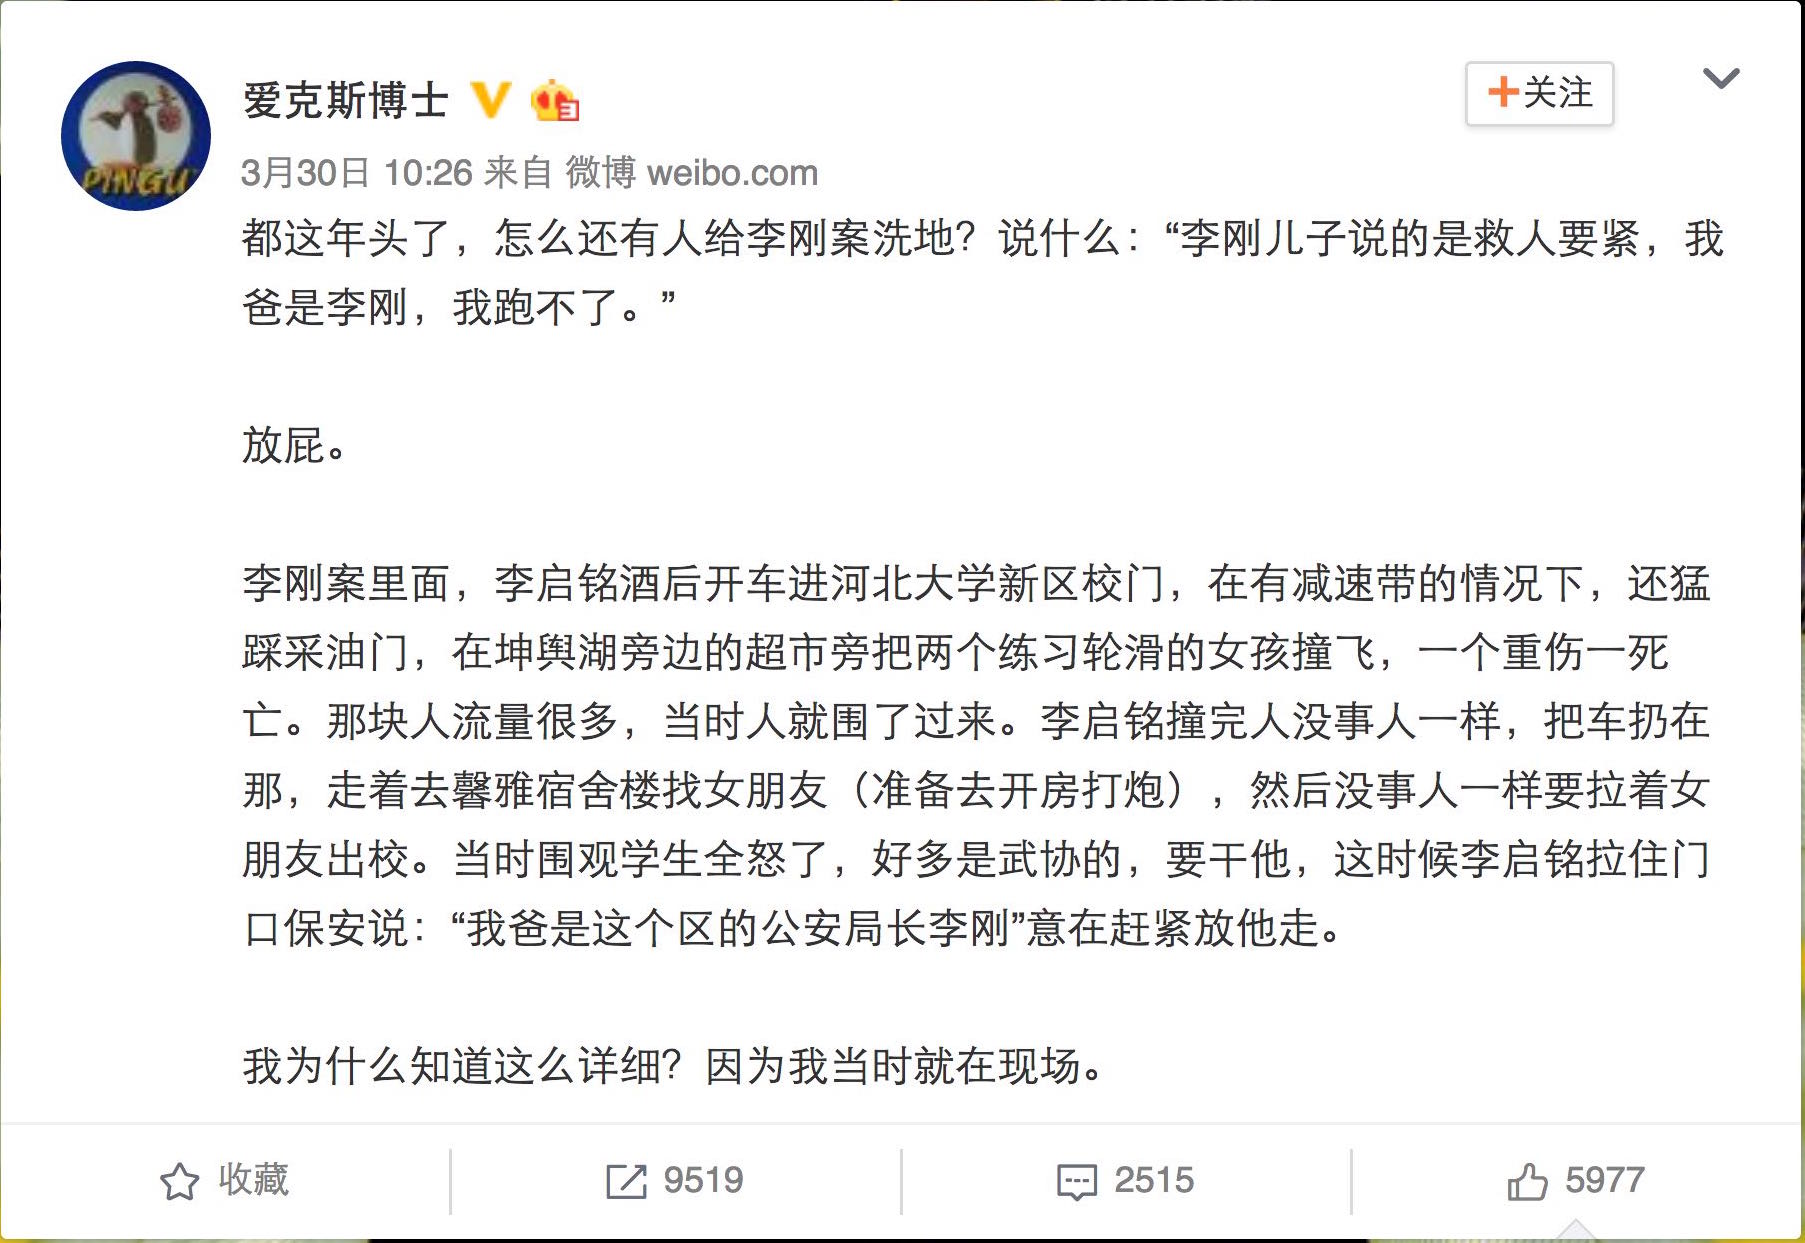 爱克斯博士
3
+关注
3月30日 10:26 来自 微博 weibo.com
PINGU
都这年头了，怎么还有人给李刚案洗地？说什么：“李刚儿子说的是救人要紧，我
爸是李刚，我跑不了。”
放屁。
李刚案里面，李启铭酒后开车进河北大学新区校门，在有减速带的情况下，还猛
踩采油门，在坤舆湖旁边的超市旁把两个练习轮滑的女孩撞飞，一个重伤一死
亡。那块人流量很多，当时人就围了过来。李启铭撞完人没事人一样，把车扔在
那，走着去馨雅宿舍楼找女朋友（准备去开房打炮），然后没事人一样要拉着女
朋友出校。当时围观学生全怒了，好多是武协的，要干他，这时候李启铭拉住门
口保安说：“我爸是这个区的公安局长李刚”意在赶紧放他走。
我为什么知道这么详细？因为我当时就在现场。
收藏
9519
2515
5977